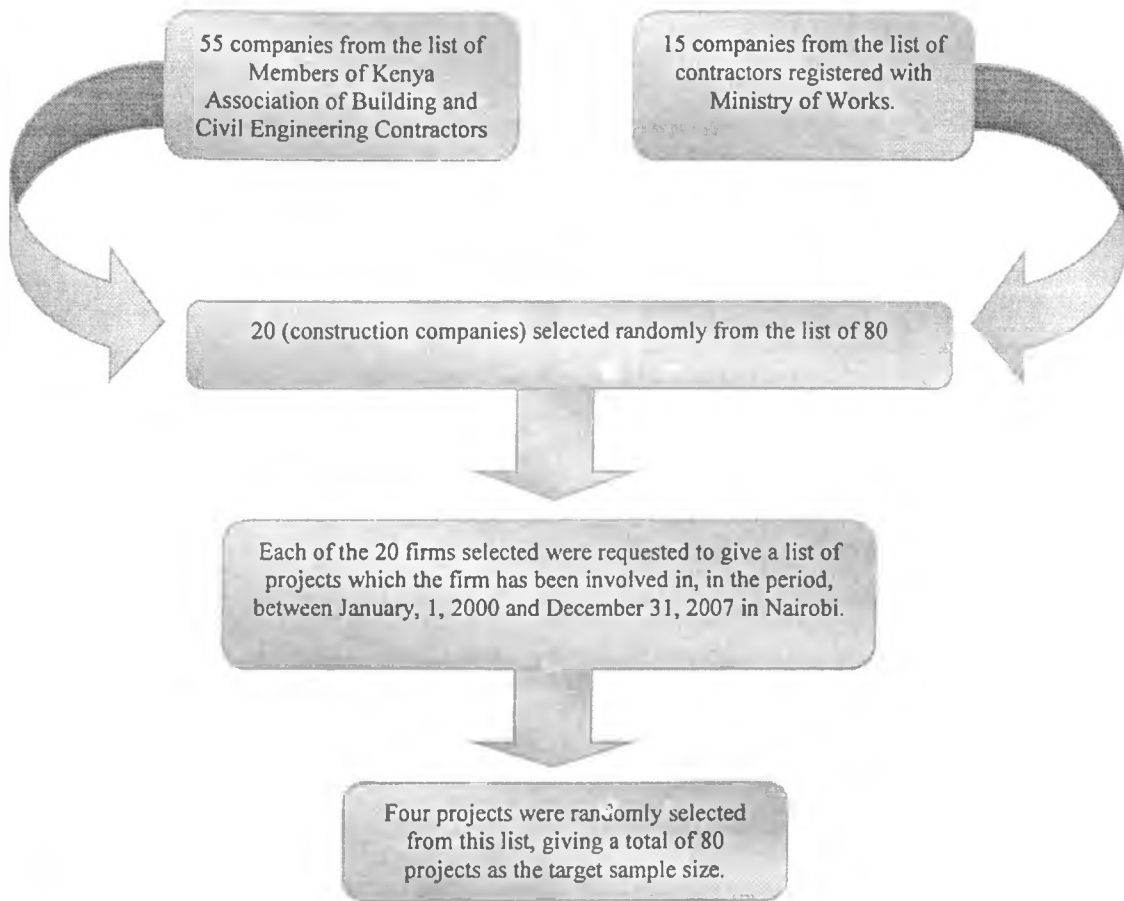 55 companies from the list of
Members of Kenya
Association of Building and
Civil Engineering Contractors
15 companies from the list of
contractors registered with
Ministry of Works.
20 (construction companies) selected randomly from the list of 80
Each of the 20 firms selected were requested to give a list of
projects which the firm has been involved in, in the period,
between January, 1, 2000 and December 31, 2007 in Nairobi.
Four projects were randomly selected
from this list, giving a total of 80
projects as the target sample size.